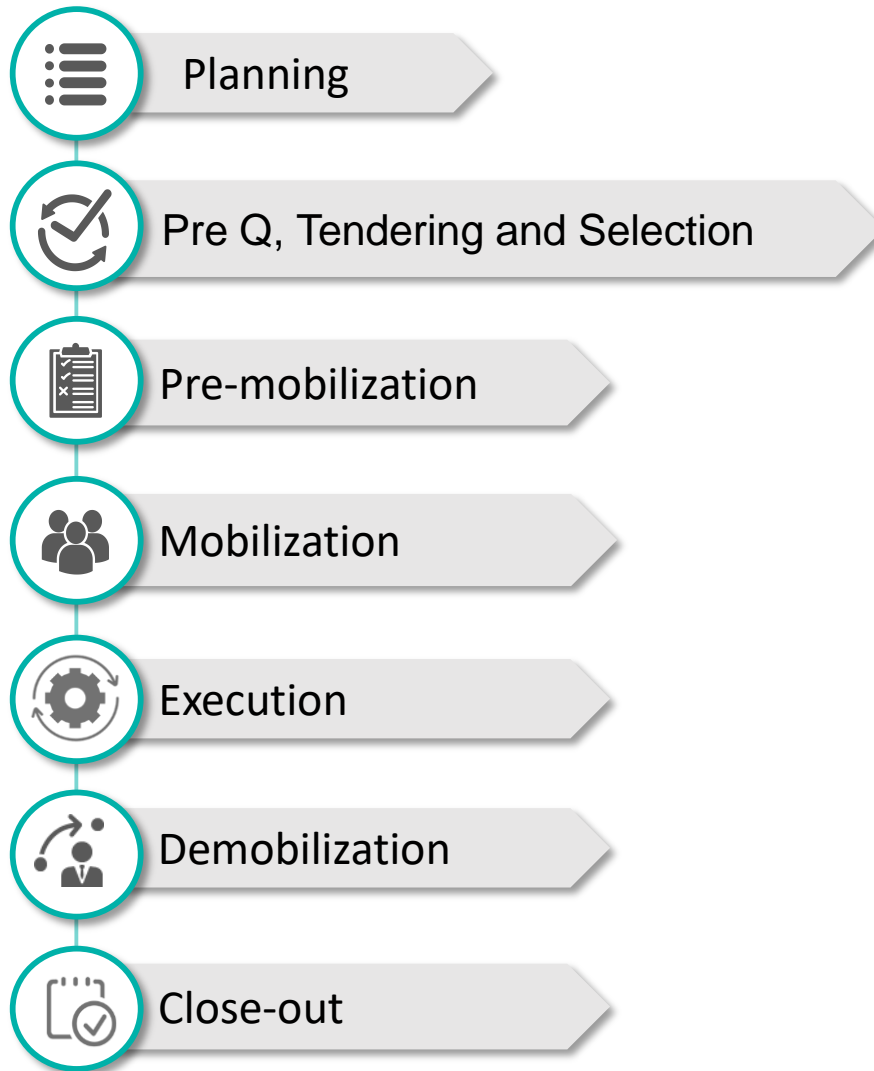 Planning
Pre Q, Tendering and Selection
Pre-mobilization
Mobilization
Execution
Demobilization
Close-out